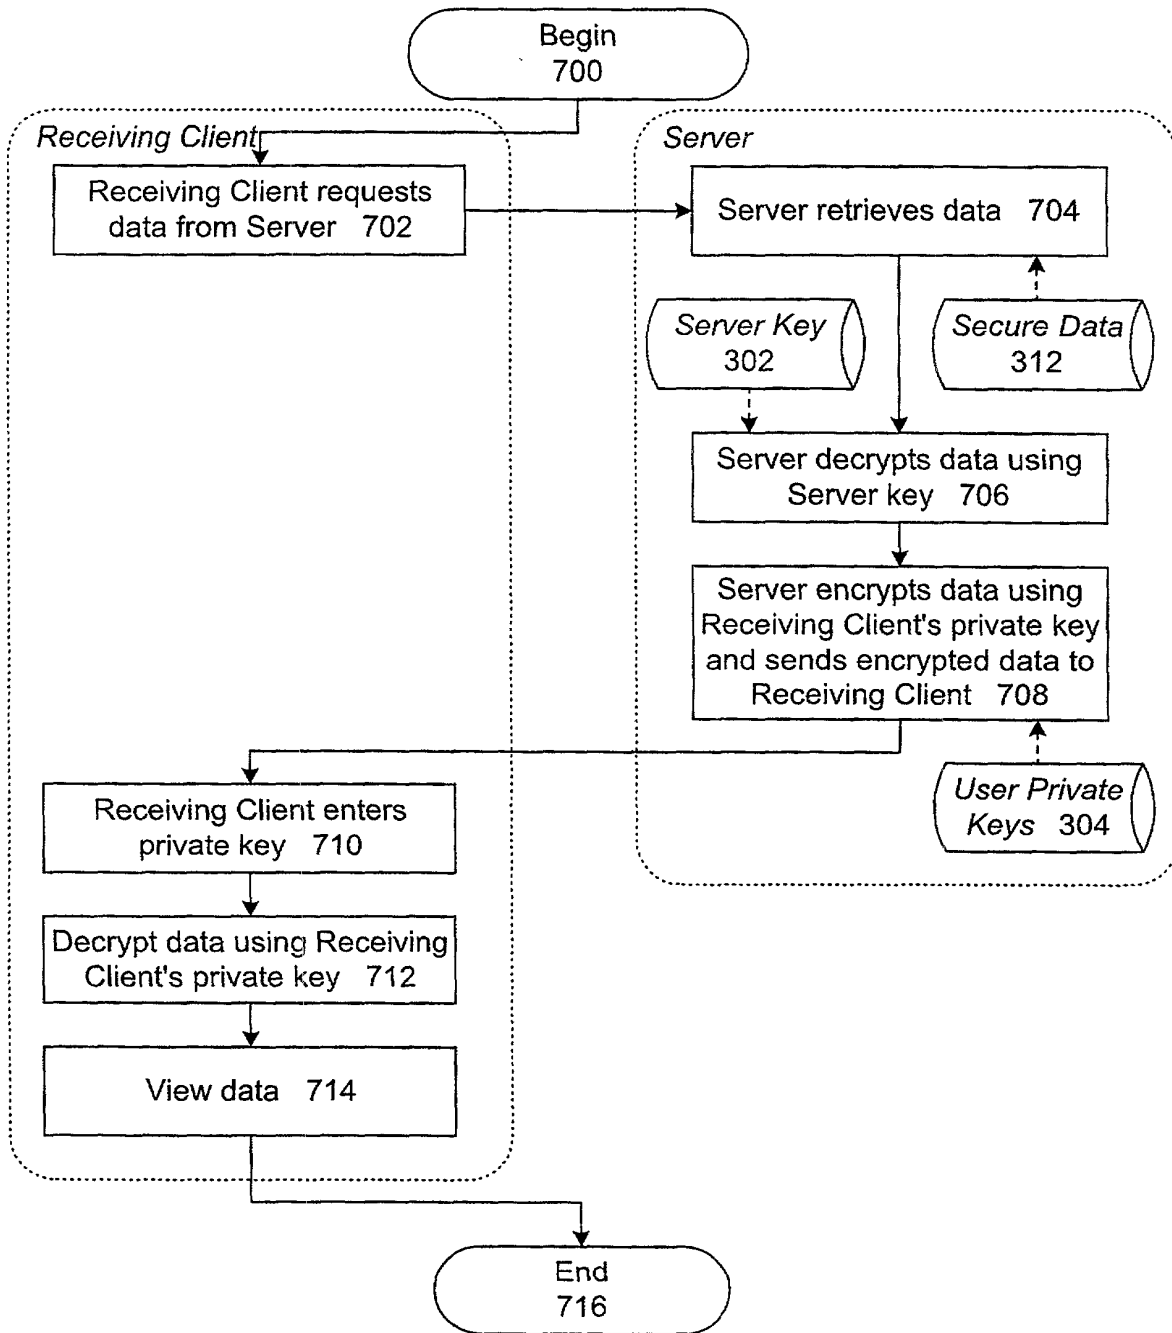 Begin
700
Receiving Client
Server
Receiving Client requests
data from Server 702
Server retrieves data 704
Server Key
302
Secure Data
312
Server decrypts data using
Server key 706
Server encrypts data using
Receiving Client's private key
and sends encrypted data to
Receiving Client 708
User Private
Keys 304
Receiving Client enters
private key 710
Decrypt data using Receiving
Client's private key 712
View data 714
End
716